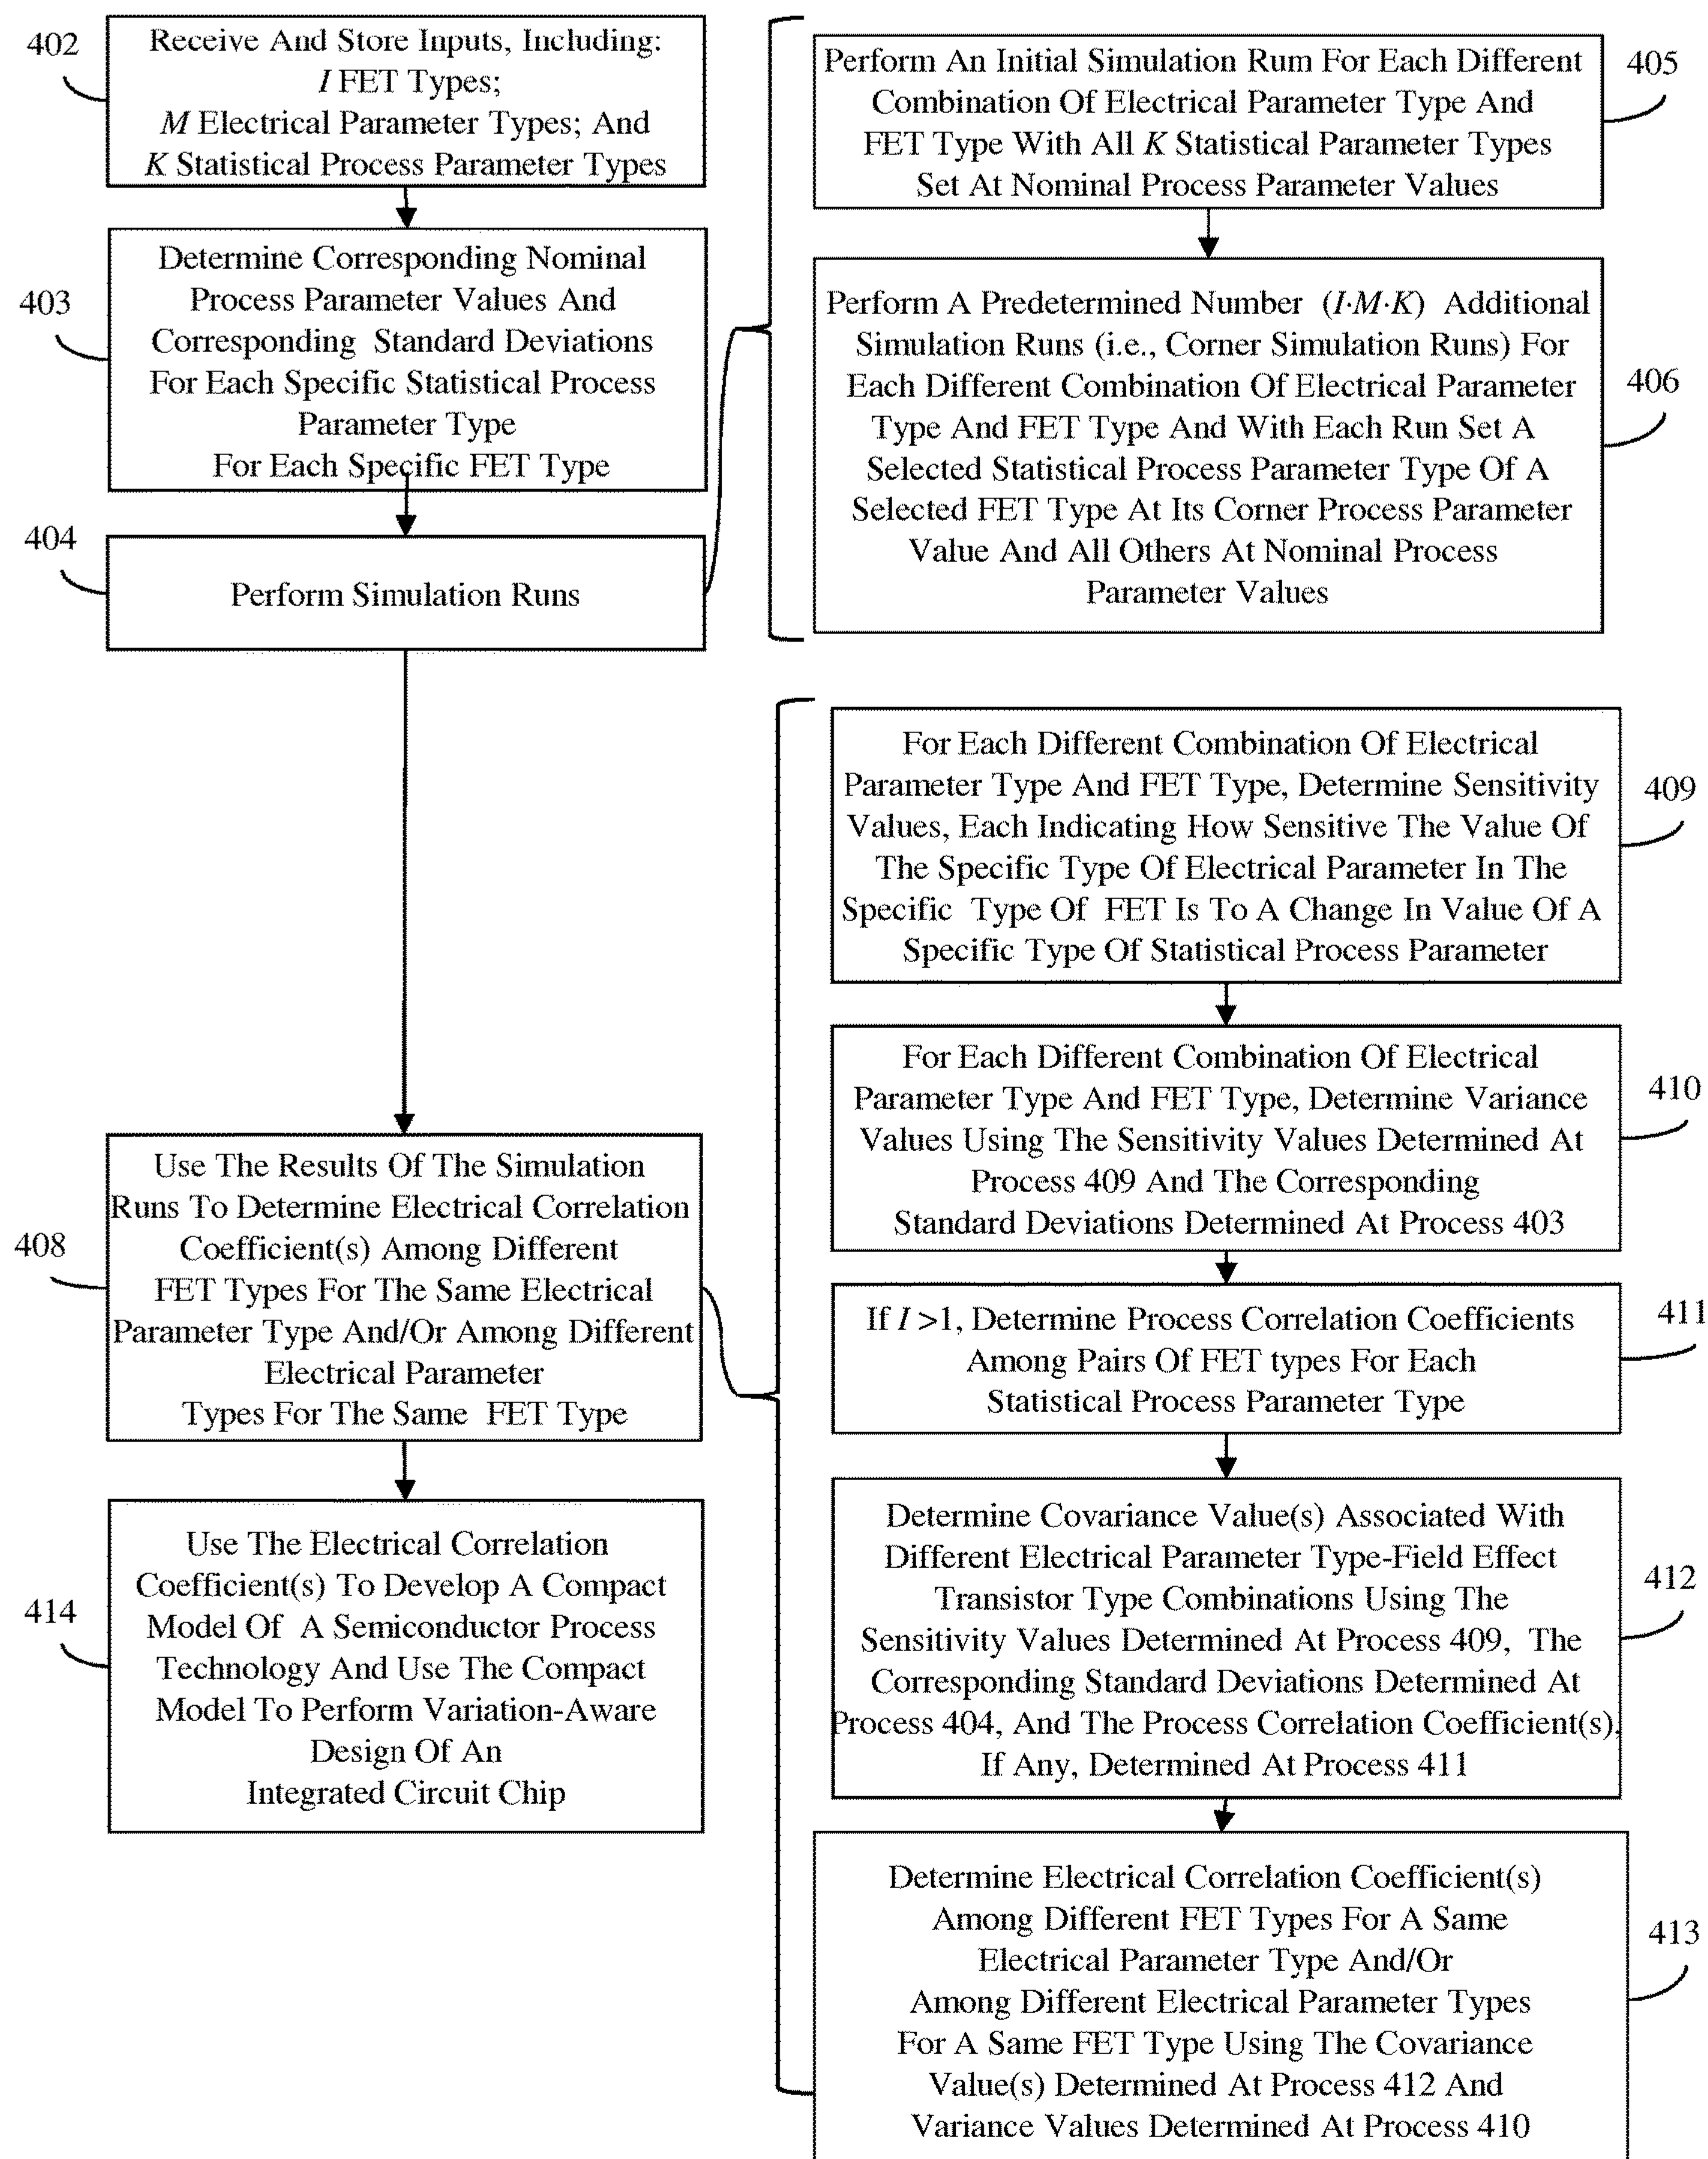 402
Receive And Store Inputs, Including:
I FET Types;
M Electrical Parameter Types; And
K Statistical Process Parameter Types
403
Determine Corresponding Nominal
Process Parameter Values And
Corresponding Standard Deviations
For Each Specific Statistical Process
Parameter Type
For Each Specific FET Type
404
Perform Simulation Runs
405
Perform An Initial Simulation Rum For Each Different
Combination Of Electrical Parameter Type And
FET Type With All K Statistical Parameter Types
Set At Nominal Process Parameter Values
406
Perform A Predetermined Number (I·M·K) Additional
Simulation Runs (i.e., Corner Simulation Runs) For
Each Different Combination Of Electrical Parameter
Type And FET Type And With Each Run Set A
Selected Statistical Process Parameter Type Of A
Selected FET Type At Its Corner Process Parameter
Value And All Others At Nominal Process
Parameter Values
408
Use The Results Of The Simulation
Runs To Determine Electrical Correlation
Coefficient(s) Among Different
FET Types For The Same Electrical
Parameter Type And/Or Among Different
Electrical Parameter
Types For The Same FET Type
409
For Each Different Combination Of Electrical
Parameter Type And FET Type, Determine Sensitivity
Values, Each Indicating How Sensitive The Value Of
The Specific Type Of Electrical Parameter In The
Specific Type Of FET Is To A Change In Value Of A
Specific Type Of Statistical Process Parameter
410
For Each Different Combination Of Electrical
Parameter Type And FET Type, Determine Variance
Values Using The Sensitivity Values Determined At
Process 409 And The Corresponding
Standard Deviations Determined At Process 403
411
If I >1, Determine Process Correlation Coefficients
Among Pairs Of FET types For Each
Statistical Process Parameter Type
412
Determine Covariance Value(s) Associated With
Different Electrical Parameter Type-Field Effect
Transistor Type Combinations Using The
Sensitivity Values Determined At Process 409, The
Corresponding Standard Deviations Determined At
Process 404, And The Process Correlation Coefficient(s),
If Any, Determined At Process 411
413
Determine Electrical Correlation Coefficient(s)
Among Different FET Types For A Same
Electrical Parameter Type And/Or
Among Different Electrical Parameter Types
For A Same FET Type Using The Covariance
Value(s) Determined At Process 412 And
Variance Values Determined At Process 410
414
Use The Electrical Correlation
Coefficient(s) To Develop A Compact
Model Of A Semiconductor Process
Technology And Use The Compact
Model To Perform Variation-Aware
Design Of An
Integrated Circuit Chip